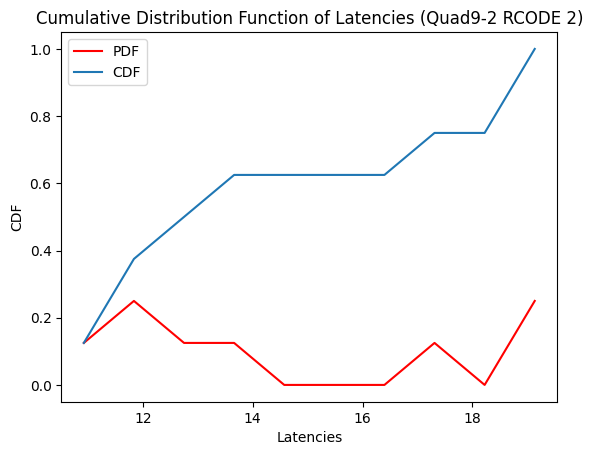 Cumulative Distribution Function of Latencies (Quad9-2 RCODE 2)
PDF
CDF
1.0
0.8
0.6
0.4
0.2
0.0
CDF
12 14 16 18
Latencies